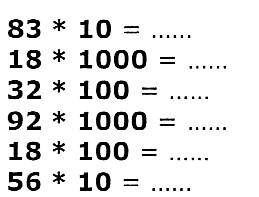 83 * 10 = ......
18 * 1000 = ......
32 * 100 = ......
92 * 1000 = ......
18 * 100 = ......
56 * 10 = ......